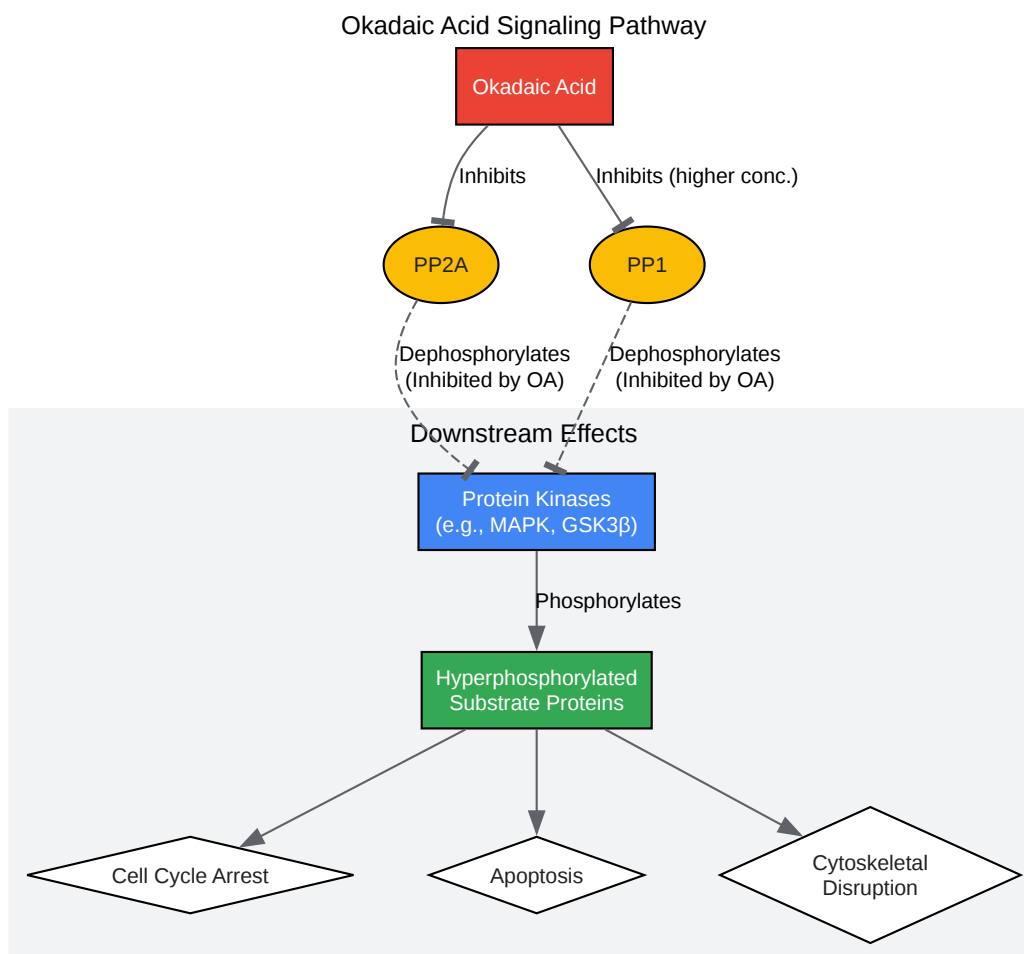 Okadaic Acid Signaling Pathway
Okadaic Acid
Inhibits
Inhibits (higher conc.)
PP2A
PP1
Dephosphorylates
(Inhibited by OA)
Dephosphorylates
(Inhibited by OA)
Downstream Effects
Protein Kinases
(e.g., MAPK, GSK3β)
Phosphorylates
Hyperphosphorylated
Substrate Proteins
Cell Cycle Arrest
Apoptosis
Cytoskeletal
Disruption